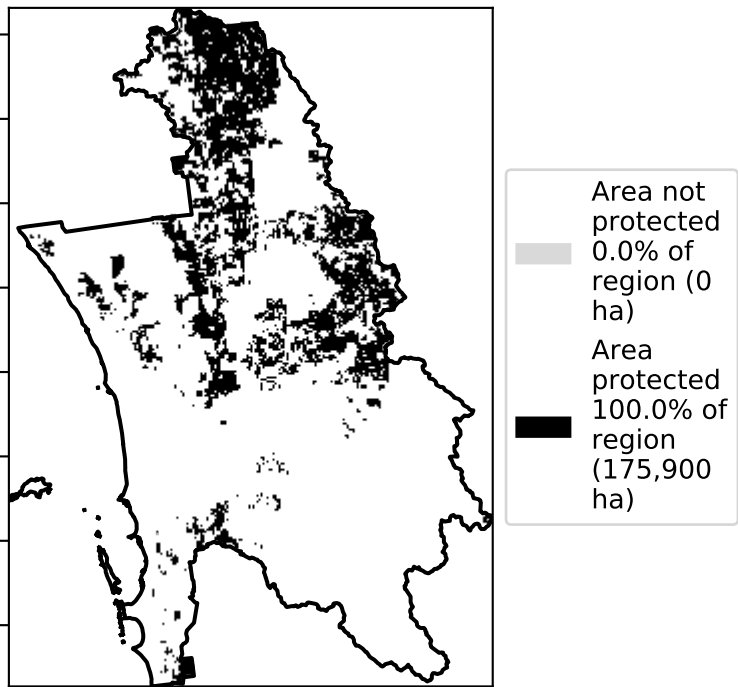 Area not
protected
0.0% of
region (0
ha)
Area
protected
100.0% of
region
(175,900
ha)